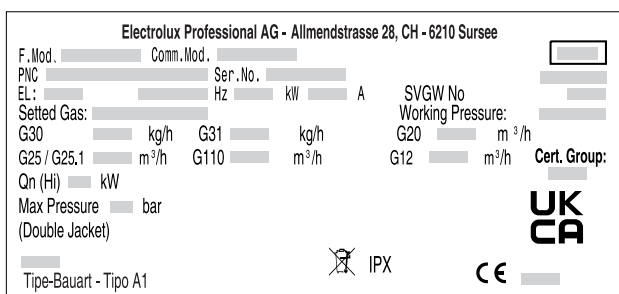 Electrolux Professional AG - Allmendstrasse 28, CH - 6210 Sursee
F.Mod. Comm.Mod.
PNC Ser.No.
EL: Hz kW A SVGW No
Setted Gas: Working Pressure:
G30 kg/h G31 kg/h G20 m³/h
G25 / G25.1 m³/h G110 m³/h G12 m³/h Cert. Group:
Qn (Hi) kW
Max Pressure bar
(Double Jacket)
UK
CA
IPX
CE
Tipe-Bauart - Tipo A1